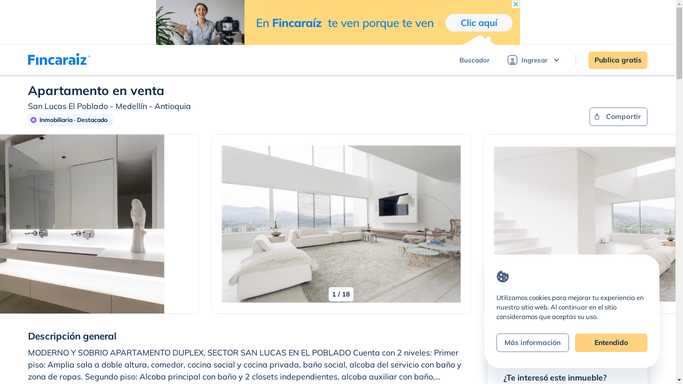 En Fincaraíz te ven porque te ven
Clic aquí
Fincaraiz
Buscador
Ingresar
Publica gratis
Apartamento en venta
San Lucas El Poblado - Medellín - Antioquia
Inmobiliaria · Destacado
Compartir
1 / 18
Utilizamos cookies para mejorar tu experiencia en
nuestro sitio web. Al continuar en el sitio
consideramos que aceptas su uso.
Más información
Entendido
Descripción general
MODERNO Y SOBRIO APARTAMENTO DUPLEX, SECTOR SAN LUCAS EN EL POBLADO Cuenta con 2 niveles: Primer
piso: Amplia sala a doble altura, comedor, cocina social y cocina privada, baño social, alcoba del servicio con baño y
zona de ropas. Segundo piso: Alcoba principal con baño y 2 closets independientes, alcoba auxiliar con baño,...
¿Te interesó este inmueble?